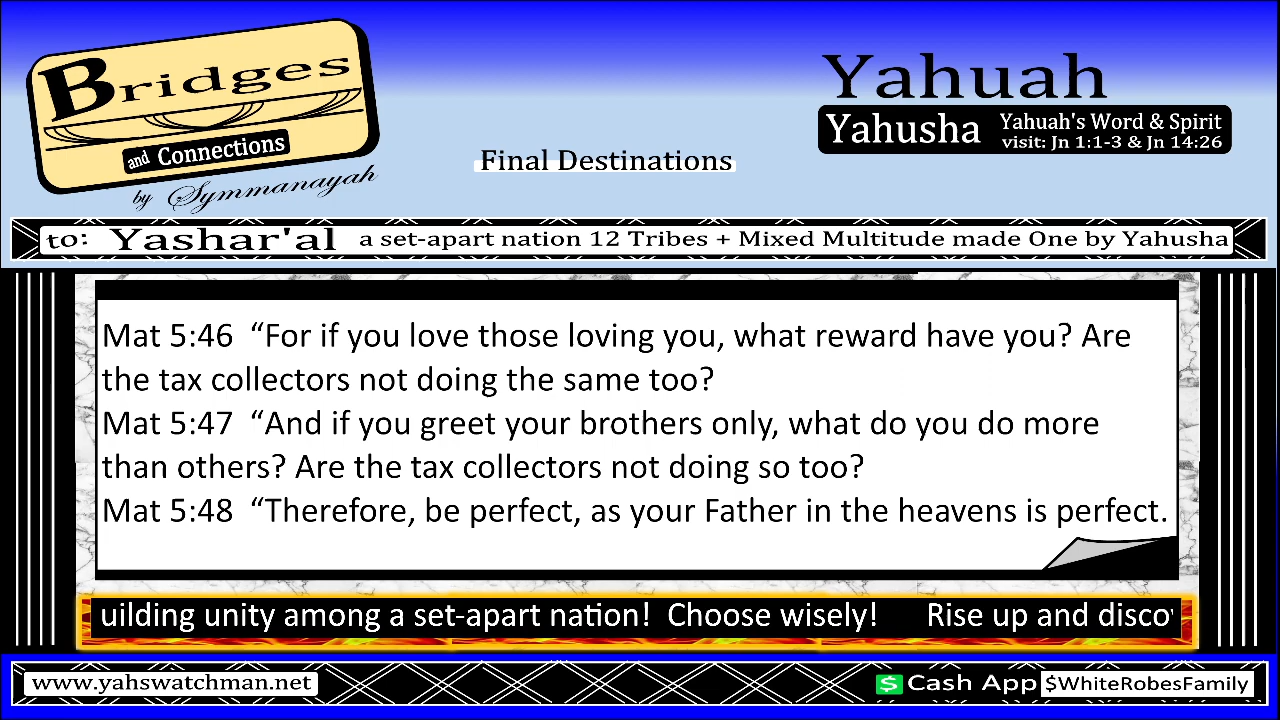 Bridges
and Connections
by Symmanayah
Final Destinations
Yahuah
Yahusha
Yahuah's Word & Spirit
visit: Jn 1:1-3 & Jn 14:26
to: Yashar'al a set-apart nation 12 Tribes + Mixed Multitude made One by Yahusha
Mat 5:46 “For if you love those loving you, what reward have you? Are
the tax collectors not doing the same too?
Mat 5:47 “And if you greet your brothers only, what do you do more
than others? Are the tax collectors not doing so too?
Mat 5:48 “Therefore, be perfect, as your Father in the heavens is perfect.
uilding unity among a set-apart nation! Choose wisely! Rise up and disco
www.yahswatchman.net
$ Cash App $WhiteRobesFamily